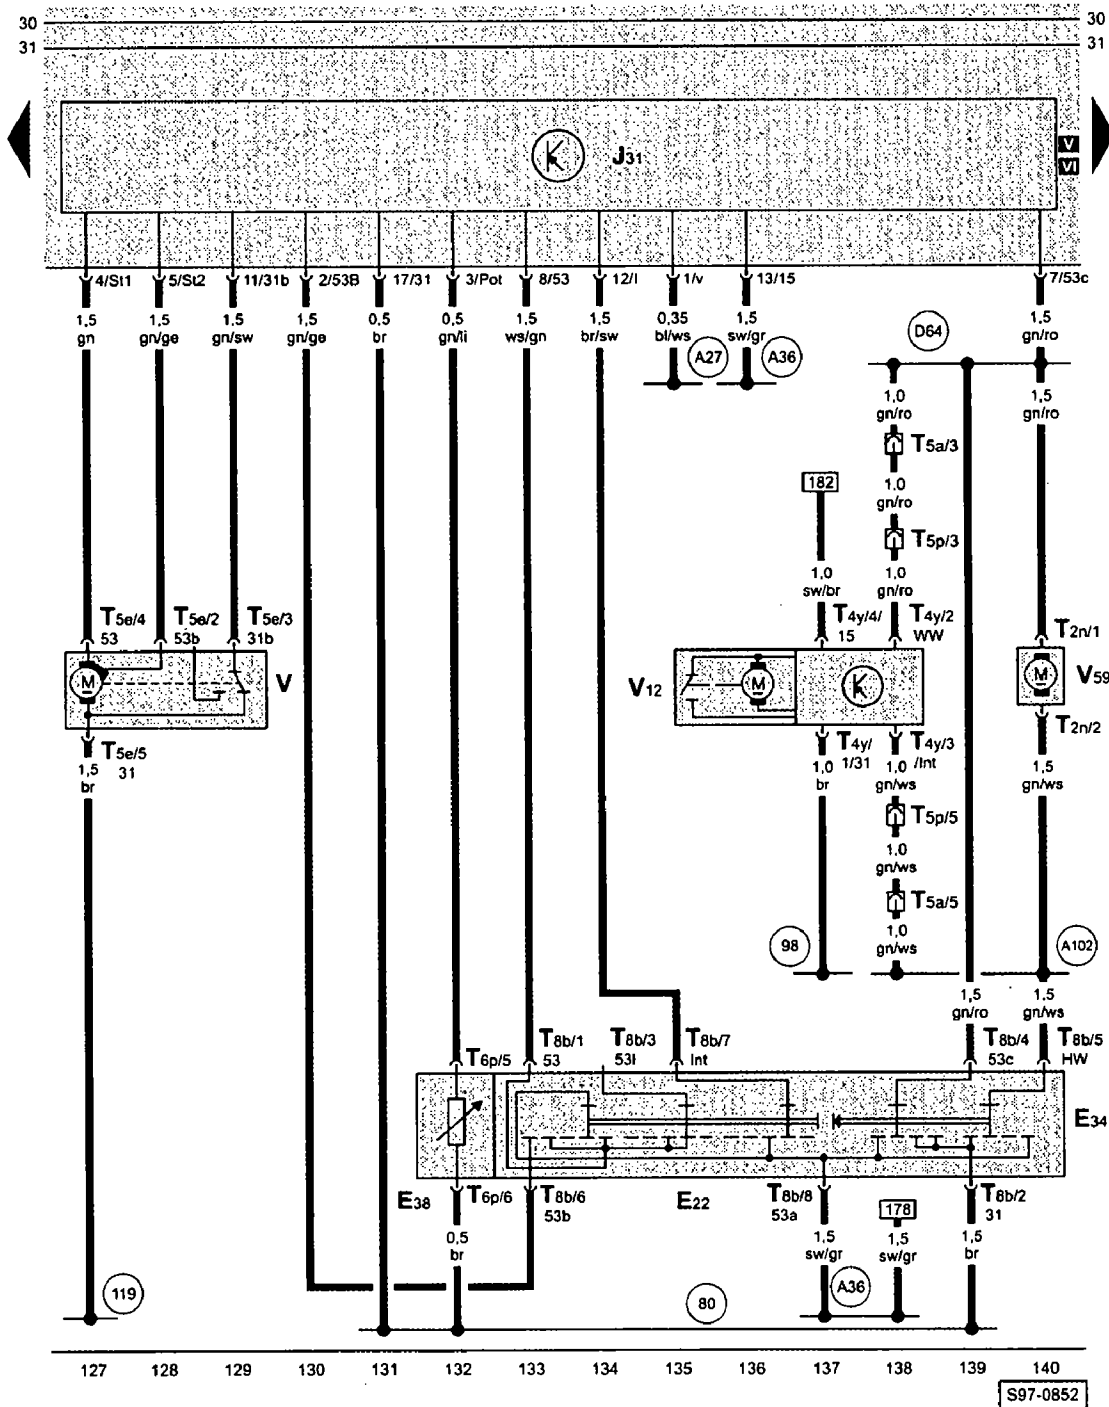 30 30
31 31
J31
V
VI
4/St1 5/St2 11/31b 2/53B 17/31 3/Pot 8/53 12/I 1/v 13/15 7/53c
1,5 1,5 1,5 1,5 0,5 0,5 1,5 1,5 0,35 1,5 1,5
gn gn/ge gn/sw gn/ge br gn/li ws/gn br/sw bl/ws sw/gr gn/ro
D64
A27 A36
1,0 1,5
gn/ro gn/ro
T5a/3
182
1,0
gn/ro
T5p/3
1,0 1,0
sw/br gn/ro
T5e/4 T5e/2 T5e/3 T4y/4/ T4y/2 T2n/1
53 53b 31b 15 WW
M V V12 M M V59
T5e/5 T4y/ T4y/3 T2n/2
31 1/31 /Int
1,5 1,0 1,0 1,5
br br gn/ws gn/ws
T5p/5
1,0
gn/ws
T5a/5
1,0
gn/ws
98 A102
1,5 1,5
gn/ro gn/ws
T6p/5 T8b/1 T8b/3 T8b/7 T8b/4 T8b/5
53 53I Int 53c HW
E34
E38 T6p/6 T8b/6 E22 T8b/8 T8b/2
53b 53a 178 31
0,5 1,5 1,5 1,5
br sw/gr sw/gr br
119 80 A36
127 128 129 130 131 132 133 134 135 136 137 138 139 140
S97-0852